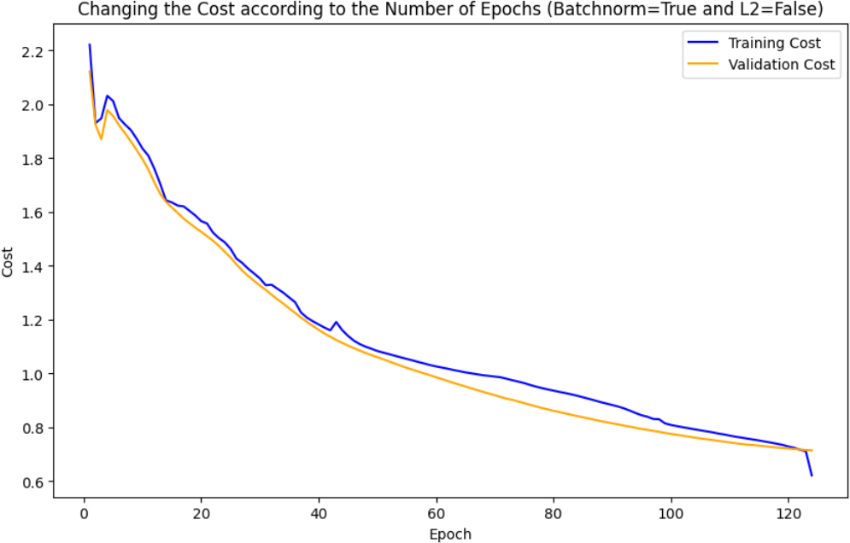 Changing the Cost according to the Number of Epochs (Batchnorm=True and L2=False)
Training Cost
Validation Cost
Cost
2.2
2.0
1.8
1.6
1.4
1.2
1.0
0.8
0.6
0 20 40 60 80 100 120
Epoch